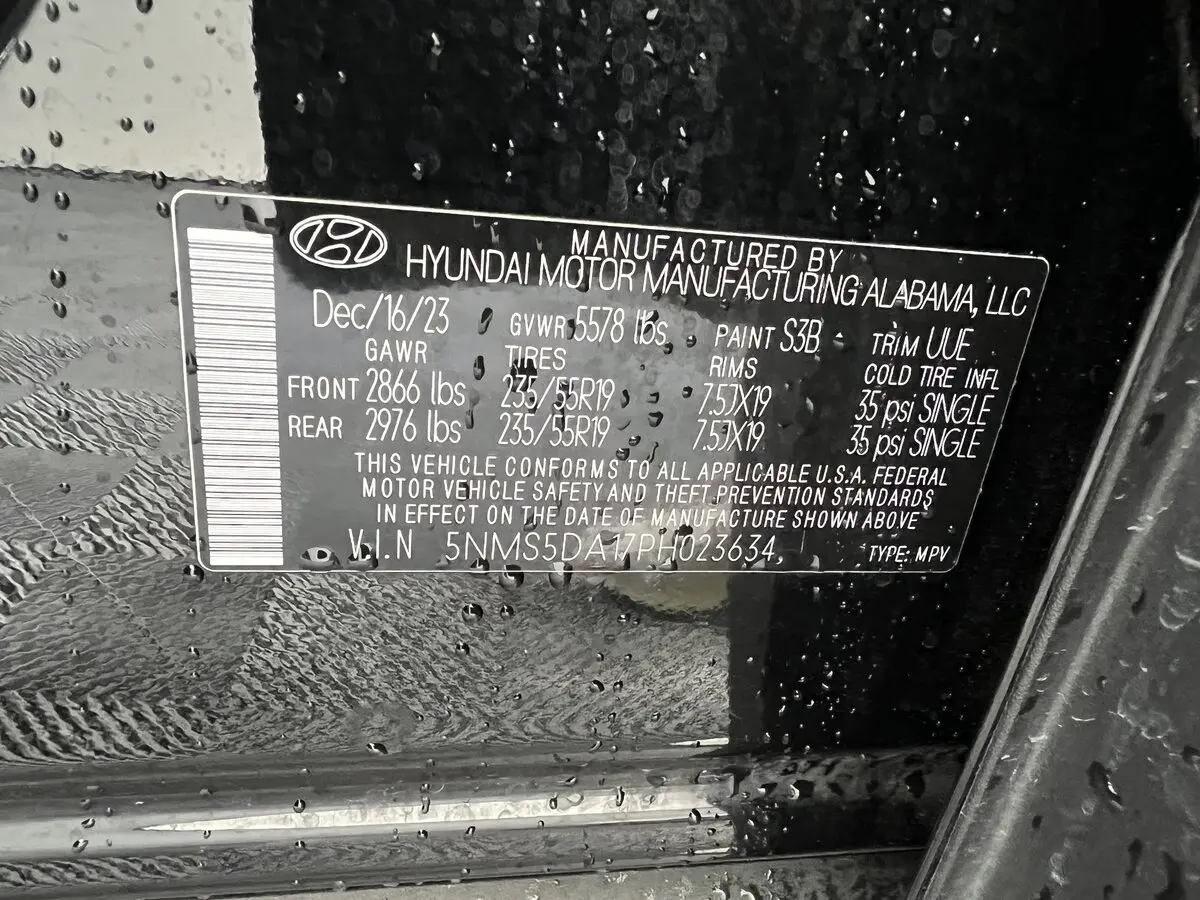 MANUFACTURED BY
HYUNDAI MOTOR MANUFACTURING ALABAMA, LLC
Dec/16/23 GVWR 5578 lbs PAINT S3B TRIM UUE
GAWR TIRES RIMS COLD TIRE INFL
FRONT 2866 lbs 235/55R19 7.5JX19 35 psi SINGLE
REAR 2976 lbs 235/55R19 7.5JX19 35 psi SINGLE
THIS VEHICLE CONFORMS TO ALL APPLICABLE U.S.A. FEDERAL
MOTOR VEHICLE SAFETY AND THEFT PREVENTION STANDARDS
IN EFFECT ON THE DATE OF MANUFACTURE SHOWN ABOVE
V.I.N 5NMS5DA17PH023634, TYPE: MPV